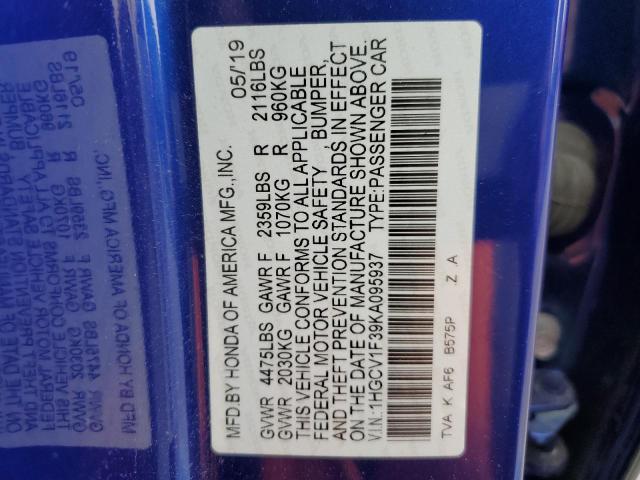 MFD.BY HONDA OF AMERICA MFG.,INC. 05/19
GVWR 4475LBS GAWR F 2359LBS R 2116LBS
GVWR 2030KG GAWR F 1070KG R 960KG
THIS VEHICLE CONFORMS TO ALL APPLICABLE
FEDERAL MOTOR VEHICLE SAFETY , BUMPER,
AND THEFT PREVENTION STANDARDS IN EFFECT
ON THE DATE OF MANUFACTURE SHOWN ABOVE.
V.I.N.:1HGCV1F39KA095937 TYPE:PASSENGER CAR
TVA K AF6 B575P .Z A